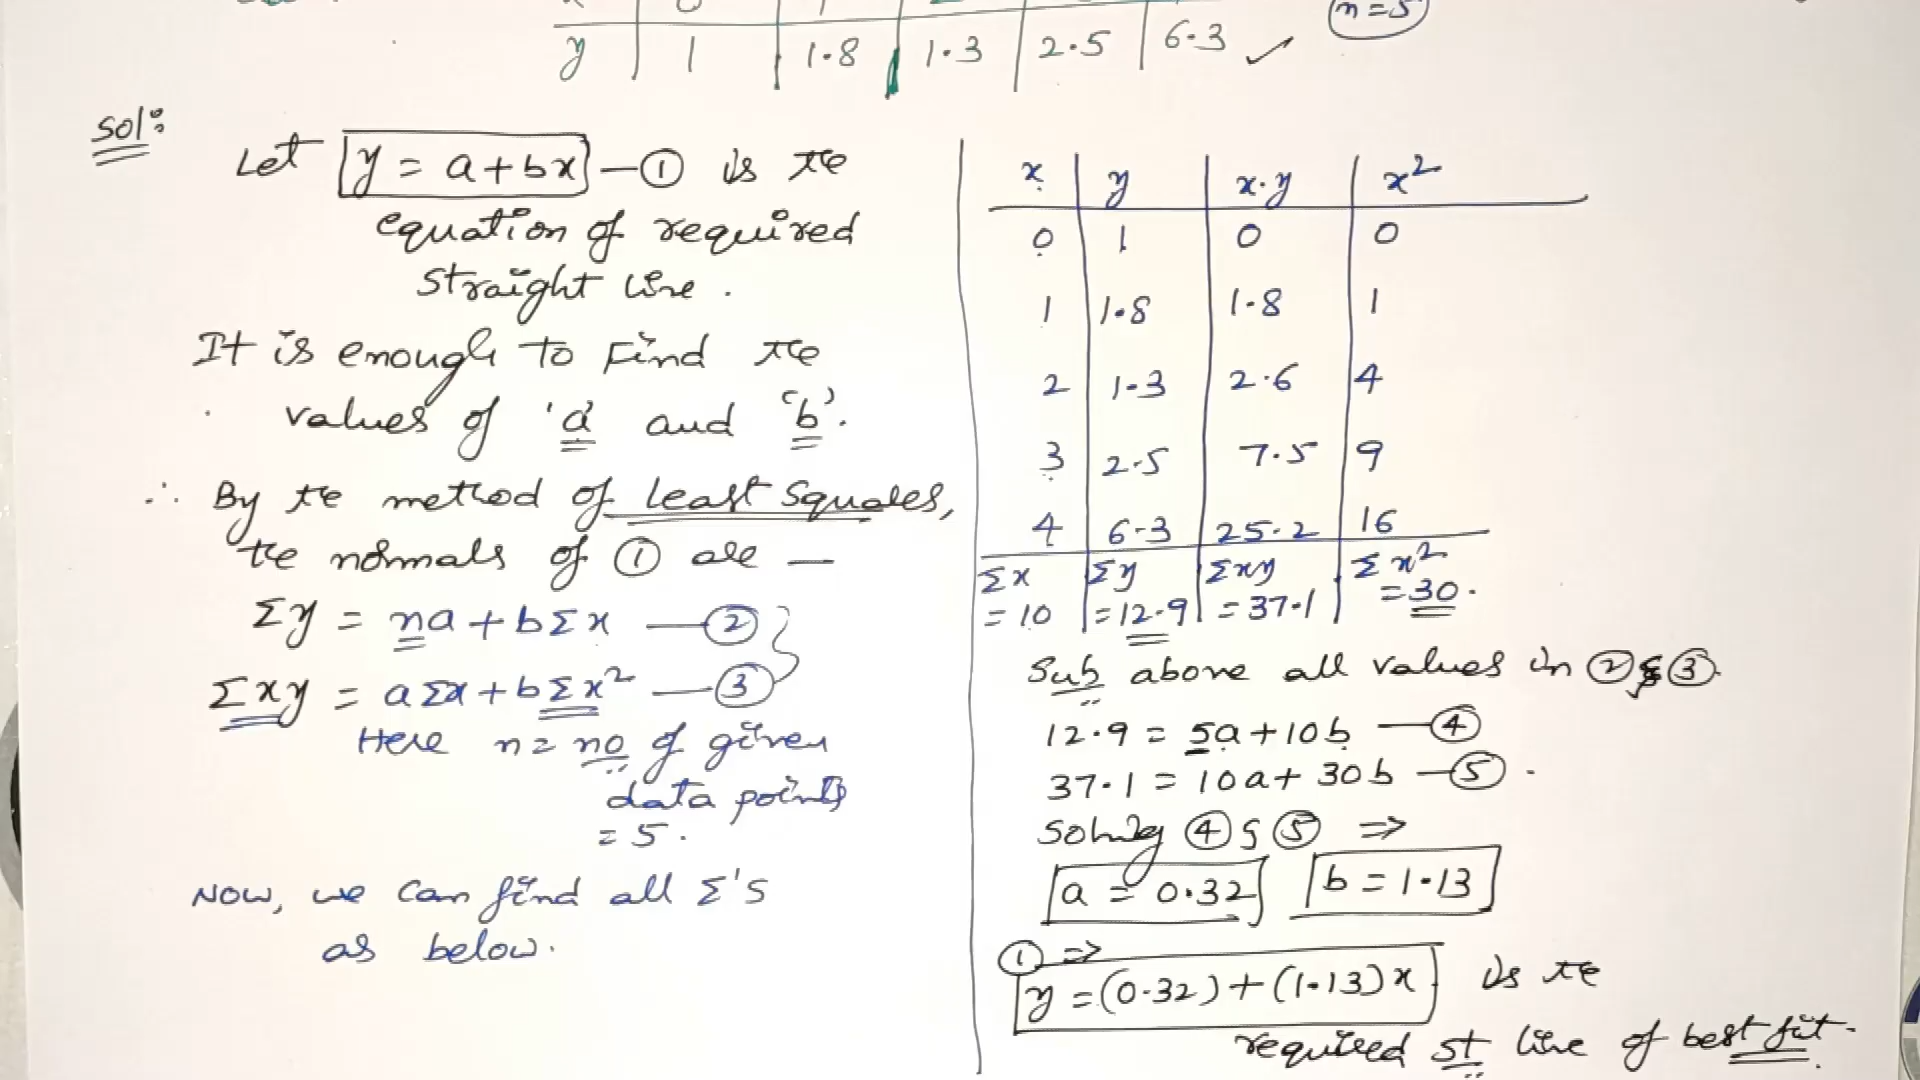 n=5
y | 1 | 1.8 | 1.3 | 2.5 | 6.3 ✓
Sol:
Let y = a+bx —① is the
equation of required
straight line.
It is enough to Find the
values of 'a' and 'b'.
∴ By the method of Least Squares,
the normals of ① are —
Σy = na + bΣx —②
Σxy = aΣx + bΣx² —③
Here n = no of given
data points
= 5.
Now, we can find all Σ's
as below.
x | y | x.y | x²
0 | 1 | 0 | 0
1 | 1.8 | 1.8 | 1
2 | 1.3 | 2.6 | 4
3 | 2.5 | 7.5 | 9
4 | 6.3 | 25.2 | 16
Σx | Σy | Σxy | Σx²
= 10 | = 12.9 | = 37.1 | = 30.
Sub above all values in ② & ③.
12.9 = 5a + 10b —④
37.1 = 10a + 30b —⑤.
Solving ④ & ⑤ ⇒
a = 0.32 b = 1.13
① ⇒
y = (0.32) + (1.13)x is the
required st line of best fit.